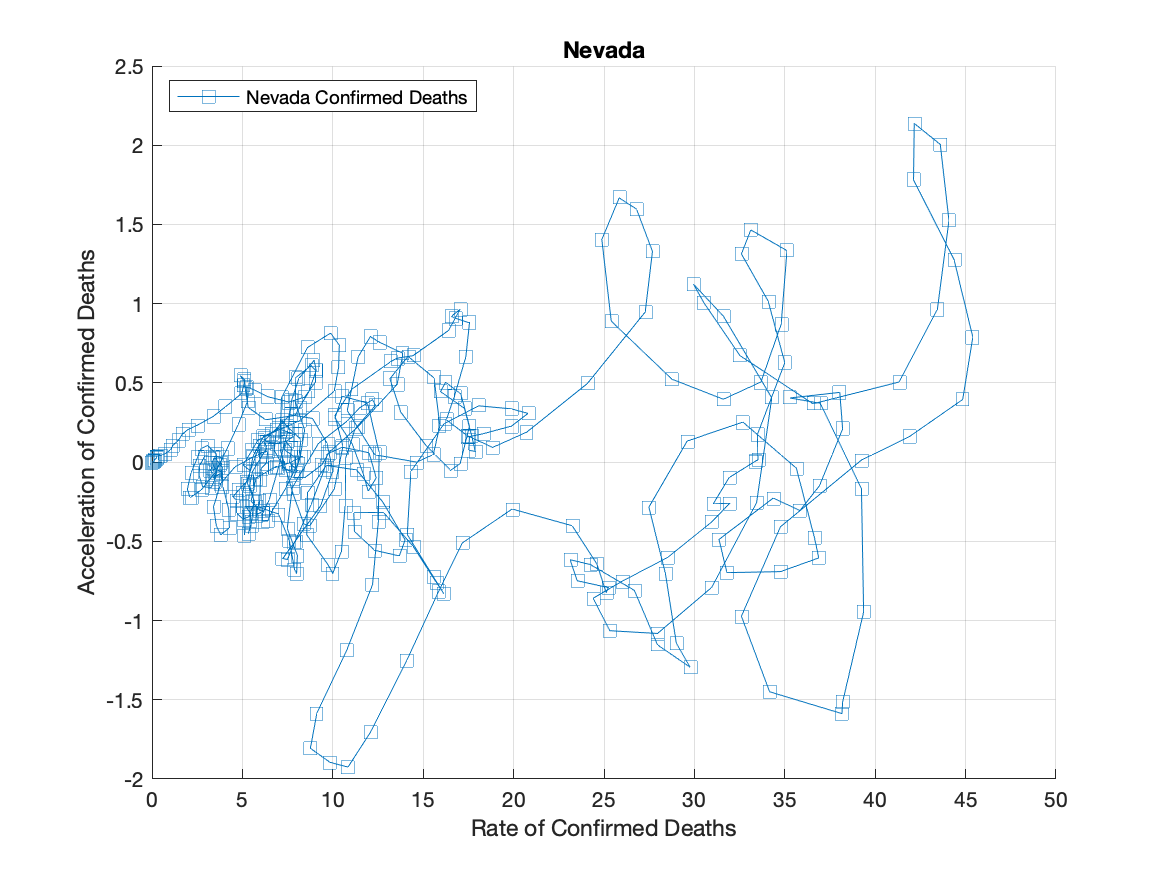 Nevada
2.5
Nevada Confirmed Deaths
2
1.5
1
0.5
0
-0.5
-1
-1.5
-2
Acceleration of Confirmed Deaths
0 5 10 15 20 25 30 35 40 45 50
Rate of Confirmed Deaths